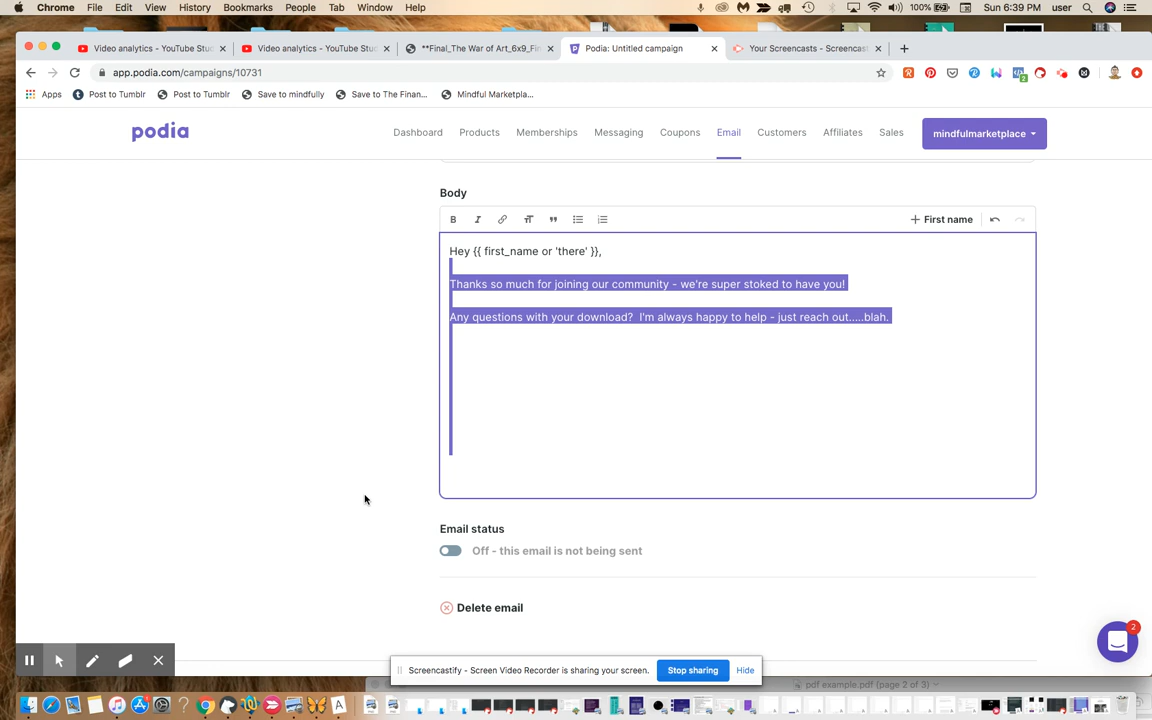 Chrome File Edit View History Bookmarks People Tab Window Help 100% Sun 6:39 PM user
Video analytics - YouTube Stud Video analytics - YouTube Stud **Final_The War of Art_6x9_Fin Podia: Untitled campaign Your Screencasts - Screencast
app.podia.com/campaigns/10731
2
Apps Post to Tumblr Post to Tumblr Save to mindfully Save to The Finan... Mindful Marketpla...
podia Dashboard Products Memberships Messaging Coupons Email Customers Affiliates Sales mindfulmarketplace
Body
B I First name
Hey {{ first_name or 'there' }},
Thanks so much for joining our community - we're super stoked to have you!
Any questions with your download? I'm always happy to help - just reach out.....blah.
Email status
Off - this email is not being sent
Delete email
2
Screencastify - Screen Video Recorder is sharing your screen. Stop sharing Hide
pdf example.pdf (page 2 of 3)